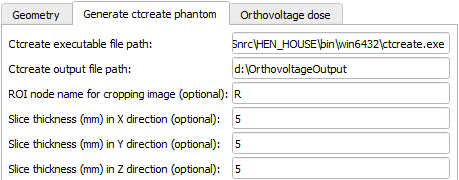 Geometry Generate ctcreate phantom Orthovoltage dose
Ctcreate executable file path: Snrc\HEN_HOUSE\bin\win6432\ctcreate.exe
Ctcreate output file path: d:\OrthovoltageOutput
ROI node name for cropping image (optional): R
Slice thickness (mm) in X direction (optional): 5
Slice thickness (mm) in Y direction (optional): 5
Slice thickness (mm) in Z direction (optional): 5